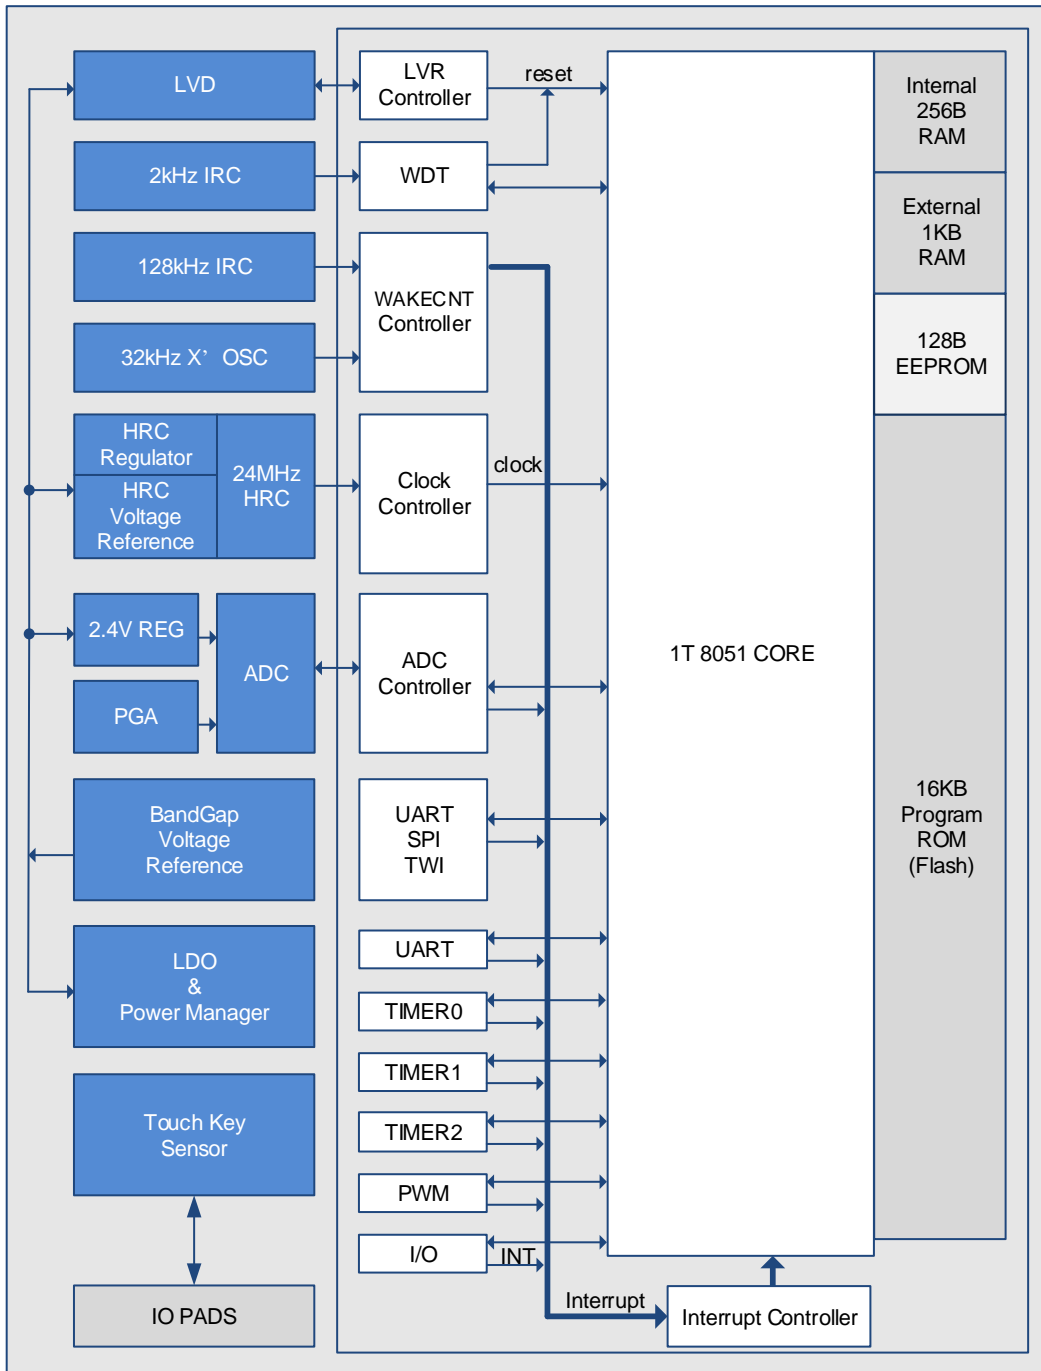 LVD
LVR
Controller
reset
Internal
256B
RAM
2kHz IRC
WDT
External
1KB
RAM
128kHz IRC
WAKECNT
Controller
32kHz X’ OSC
128B
EEPROM
HRC
Regulator
HRC
Voltage
Reference
24MHz
HRC
Clock
Controller
clock
2.4V REG
PGA
ADC
ADC
Controller
1T 8051 CORE
BandGap
Voltage
Reference
UART
SPI
TWI
16KB
Program
ROM
(Flash)
LDO
&
Power Manager
UART
TIMER0
TIMER1
Touch Key
Sensor
TIMER2
PWM
I/O
INT
IO PADS
Interrupt
Interrupt Controller